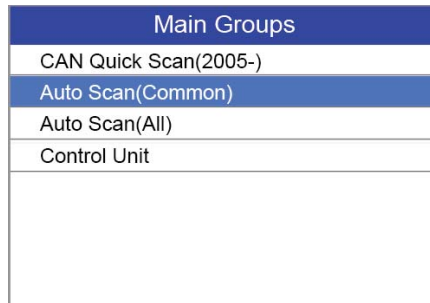 Main Groups
CAN Quick Scan(2005-)
Auto Scan(Common)
Auto Scan(All)
Control Unit